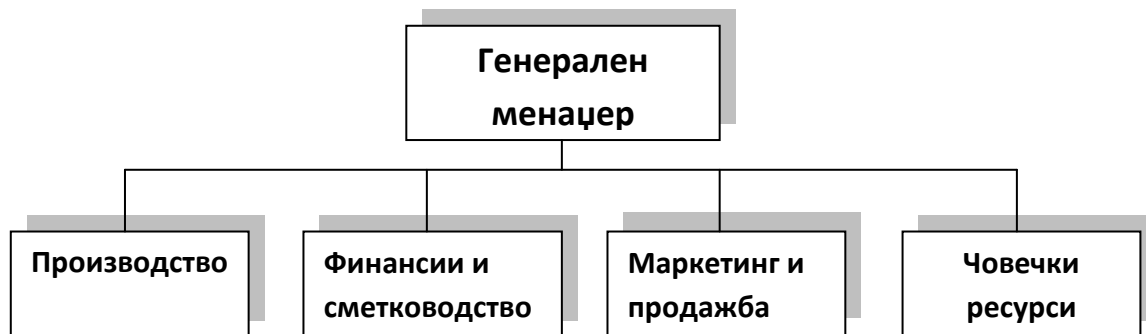 Генерален
менаџер
Производство
Финансии и
сметководство
Маркетинг и
продажба
Човечки
ресурси